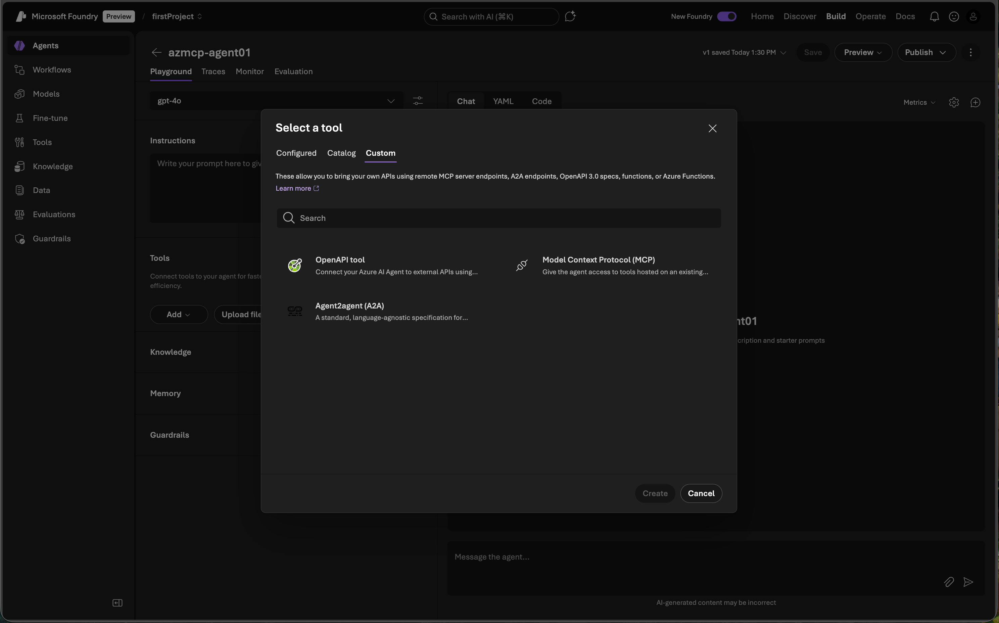 Microsoft Foundry Preview / firstProject
Search with AI (⌘K)
New Foundry Home Discover Build Operate Docs
Agents
Workflows
Models
Fine-tune
Tools
Knowledge
Data
Evaluations
Guardrails
azmcp-agent01
v1 saved Today 1:30 PM Save Preview Publish
Playground Traces Monitor Evaluation
gpt-4o
Chat YAML Code
Metrics
Instructions
Write your prompt here to giv
Tools
Connect tools to your agent for faste
efficiency.
Add Upload file
Knowledge
Memory
Guardrails
Select a tool
Configured Catalog Custom
These allow you to bring your own APIs using remote MCP server endpoints, A2A endpoints, OpenAPI 3.0 specs, functions, or Azure Functions.
Learn more
Search
OpenAPI tool
Connect your Azure AI Agent to external APIs using...
Model Context Protocol (MCP)
Give the agent access to tools hosted on an existing...
Agent2agent (A2A)
A standard, language-agnostic specification for...
Create Cancel
nt01
cription and starter prompts
Message the agent...
AI-generated content may be incorrect